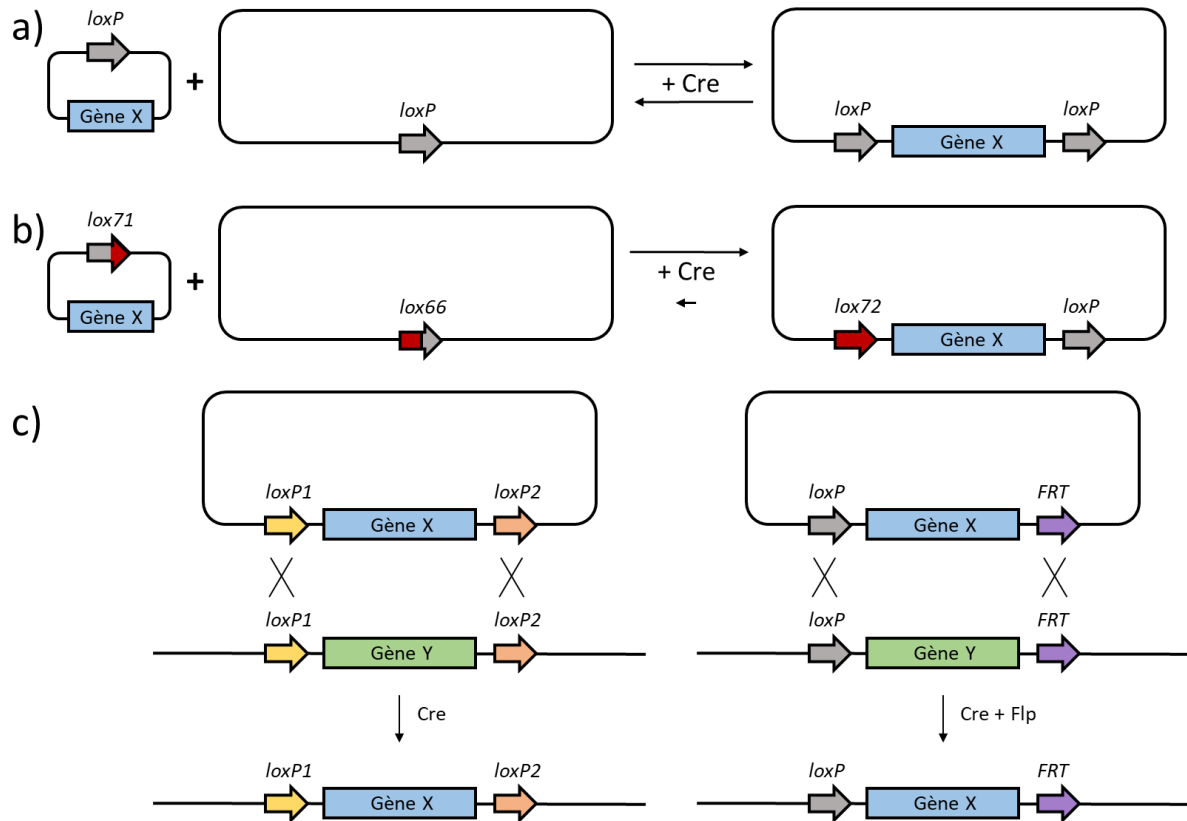 a)
loxP
Gène X
+
loxP
+ Cre
loxP
Gène X
loxP
b)
lox71
Gène X
+
lox66
+ Cre
lox72
Gène X
loxP
c)
loxP1
Gène X
loxP2
loxP
Gène X
FRT
loxP1
Gène Y
loxP2
loxP
Gène Y
FRT
Cre
Cre + Flp
loxP1
Gène X
loxP2
loxP
Gène X
FRT